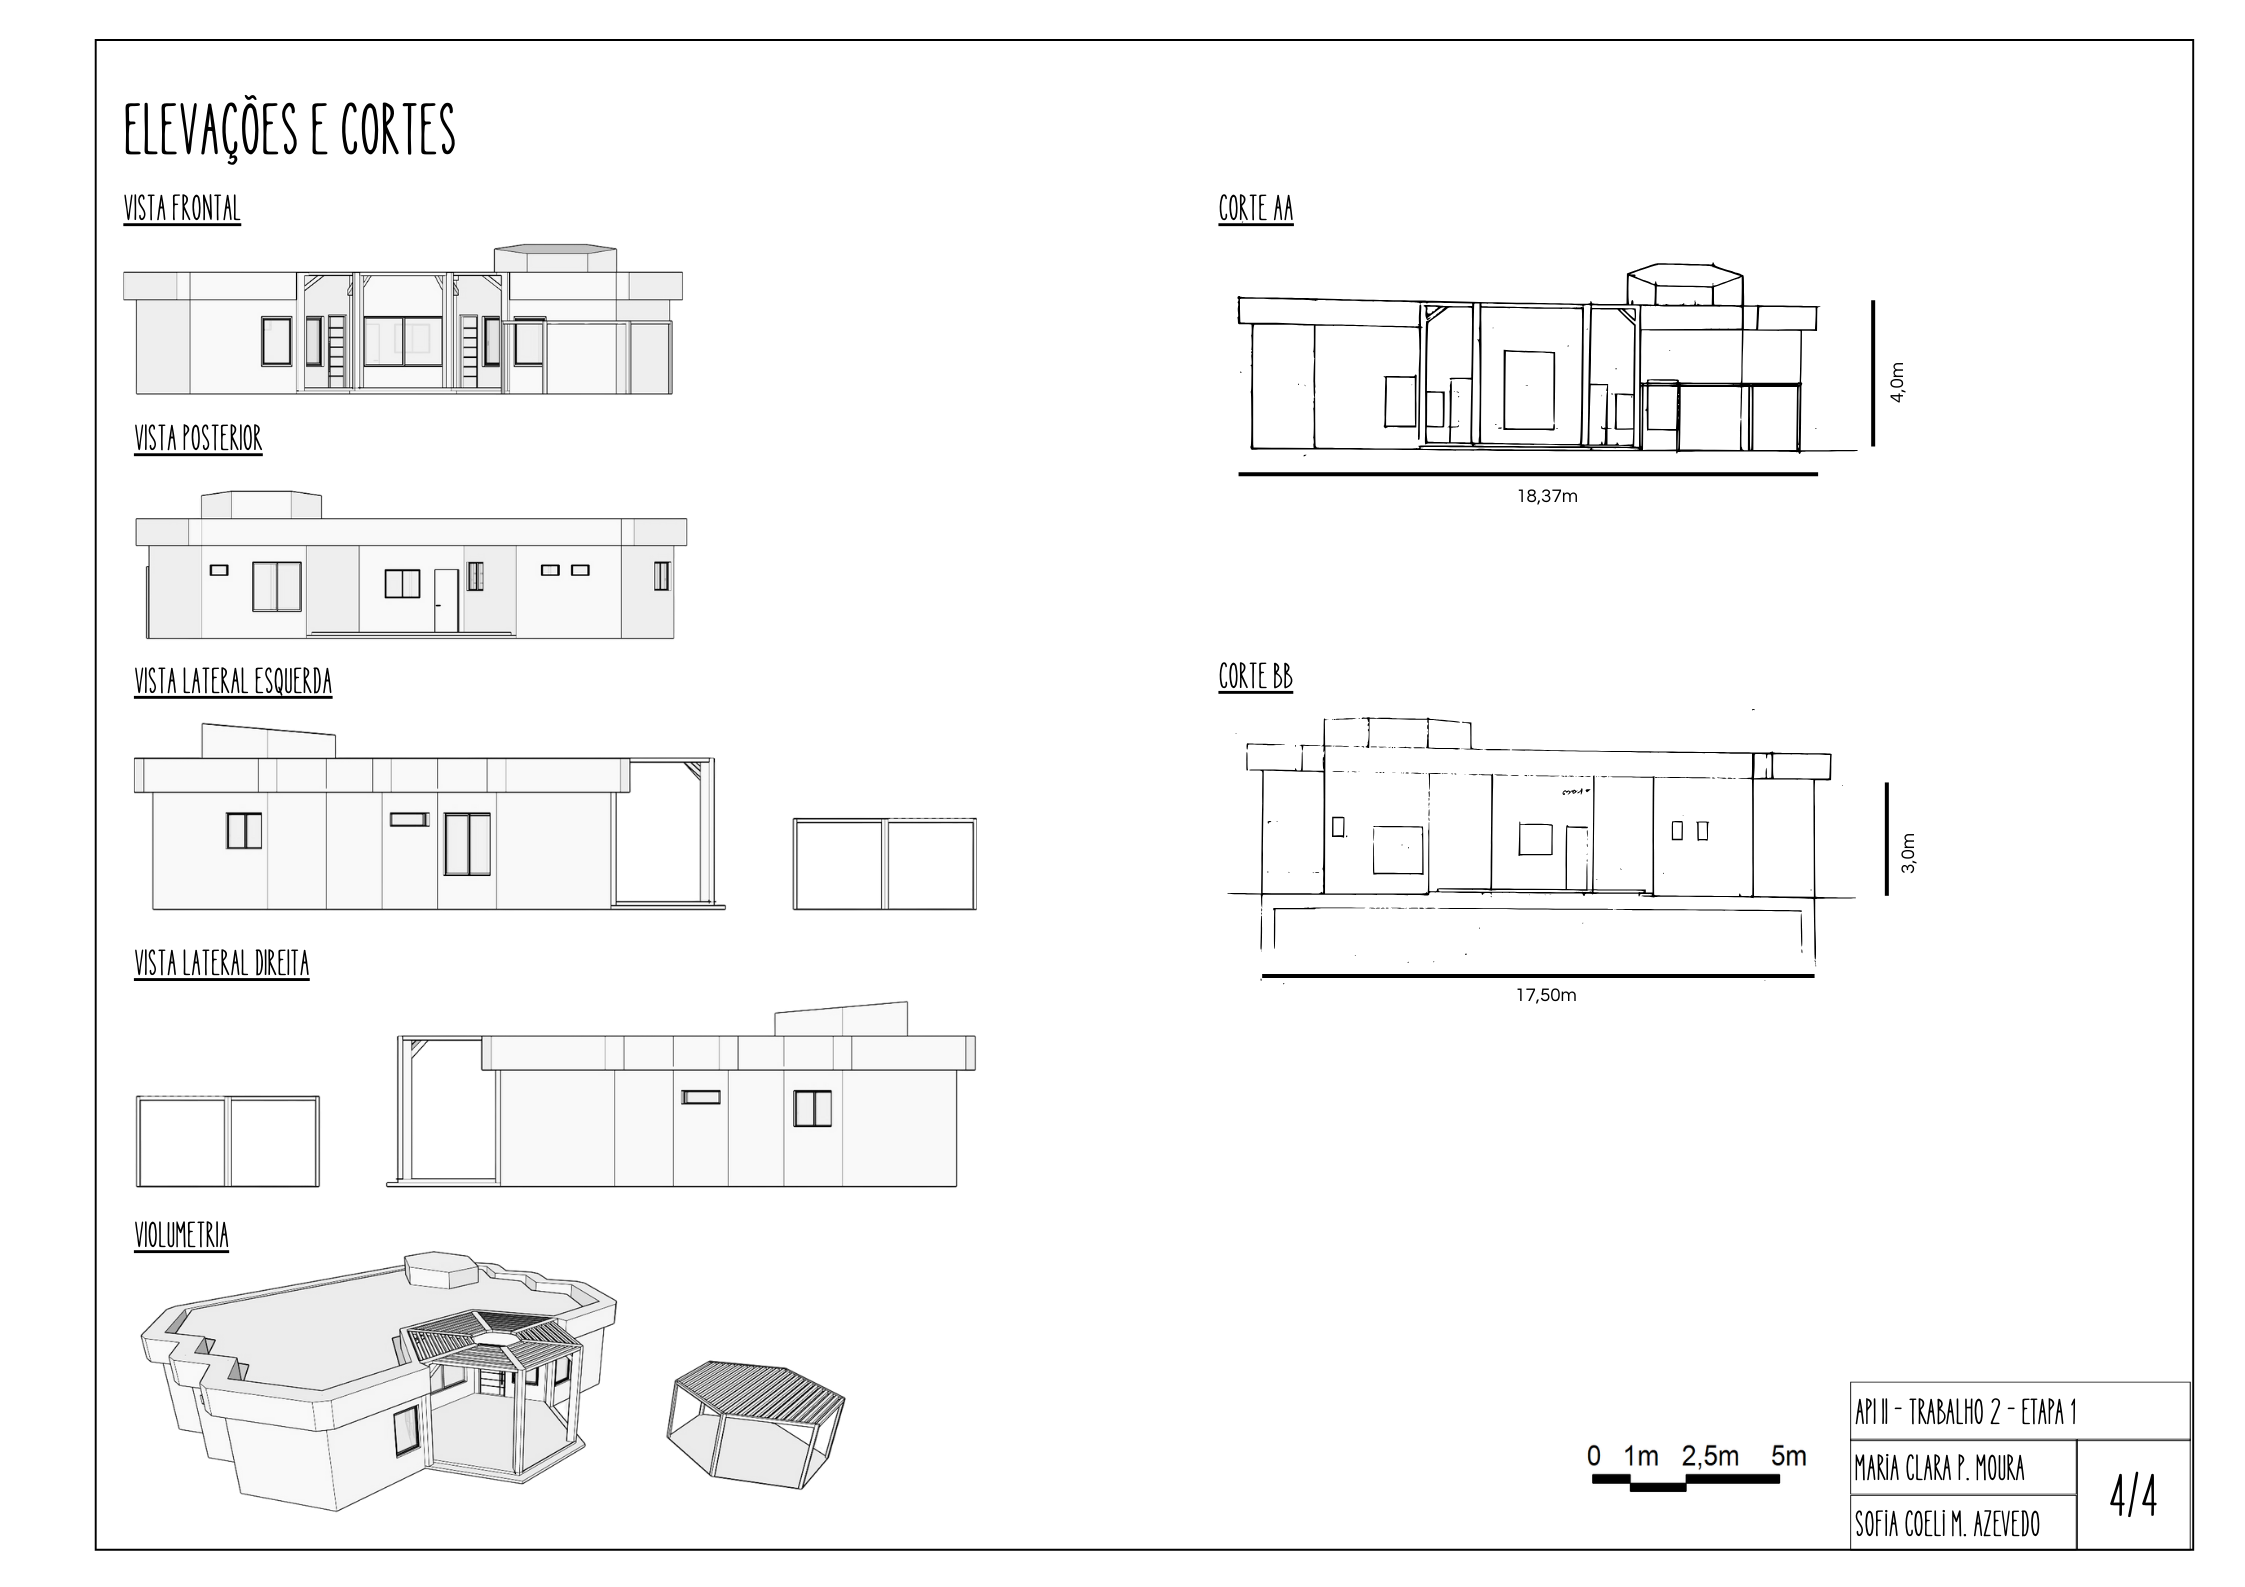 ELEVAÇÕES E CORTES
VISTA FRONTAL
VISTA POSTERIOR
VISTA LATERAL ESQUERDA
VISTA LATERAL DIREITA
VIOLUMETRIA
CORTE AA
4,0m
18,37m
CORTE BB
3,0m
17,50m
0 1m 2,5m 5m
API II - TRABALHO 2 - ETAPA 1
MARIA CLARA P. MOURA
SOFIA COELI M. AZEVEDO
4/4